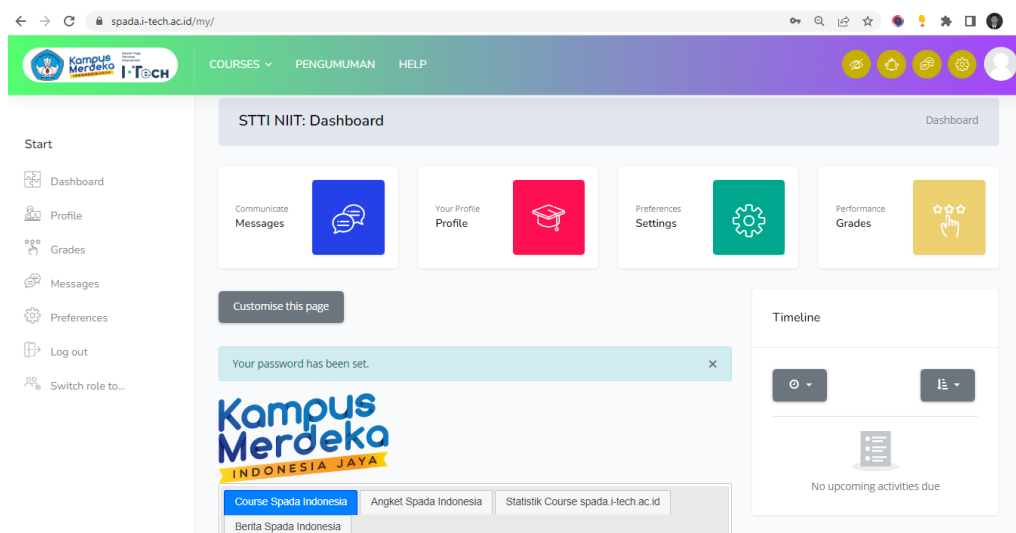 spada.i-tech.ac.id/my/
Kampus
Merdeka
INDONESIA JAYA
I-TECH
COURSES
PENGUMUMAN
HELP
STTI NIIT: Dashboard
Dashboard
Start
Dashboard
Profile
Grades
Messages
Preferences
Log out
Switch role to...
Communicate
Messages
Your Profile
Profile
Preferences
Settings
Performance
Grades
Customise this page
Your password has been set.
×
Kampus
Merdeka
INDONESIA JAYA
Course Spada Indonesia
Angket Spada Indonesia
Statistik Course spada.i-tech.ac.id
Berita Spada Indonesia
Timeline
No upcoming activities due